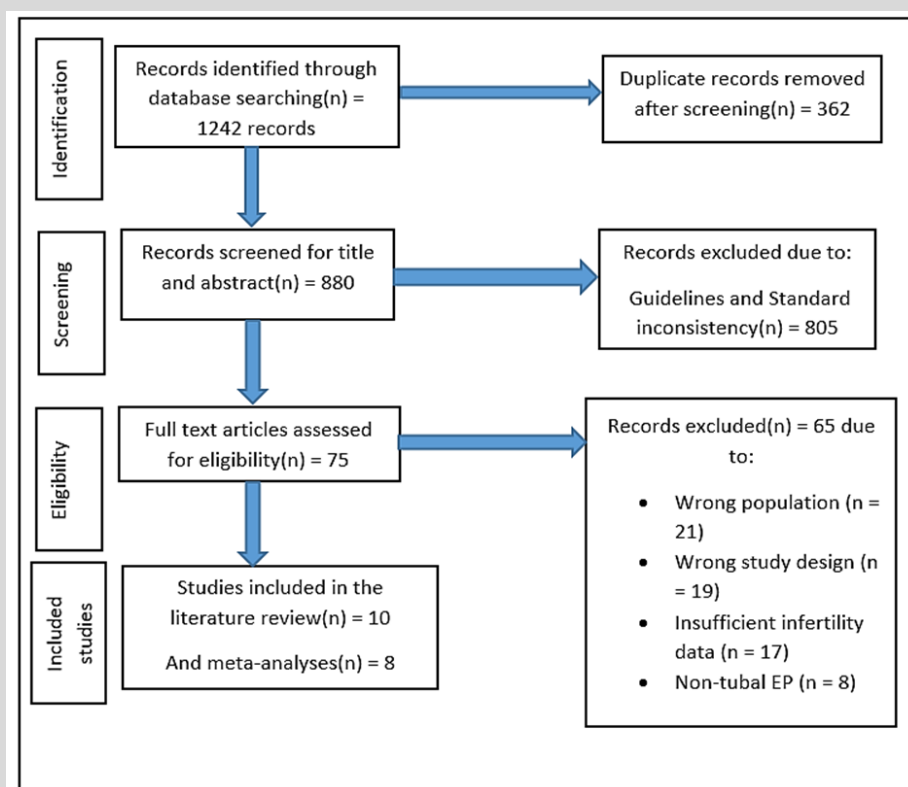 Identification
Records identified through
database searching(n) =
1242 records
Duplicate records removed
after screening(n) = 362
Screening
Records screened for title
and abstract(n) = 880
Records excluded due to:
Guidelines and Standard
inconsistency(n) = 805
Eligibility
Full text articles assessed
for eligibility(n) = 75
Records excluded(n) = 65 due
to:
• Wrong population (n =
21)
• Wrong study design (n
= 19)
• Insufficient infertility
data (n = 17)
• Non-tubal EP (n = 8)
Included
studies
Studies included in the
literature review(n) = 10
And meta-analyses(n) = 8